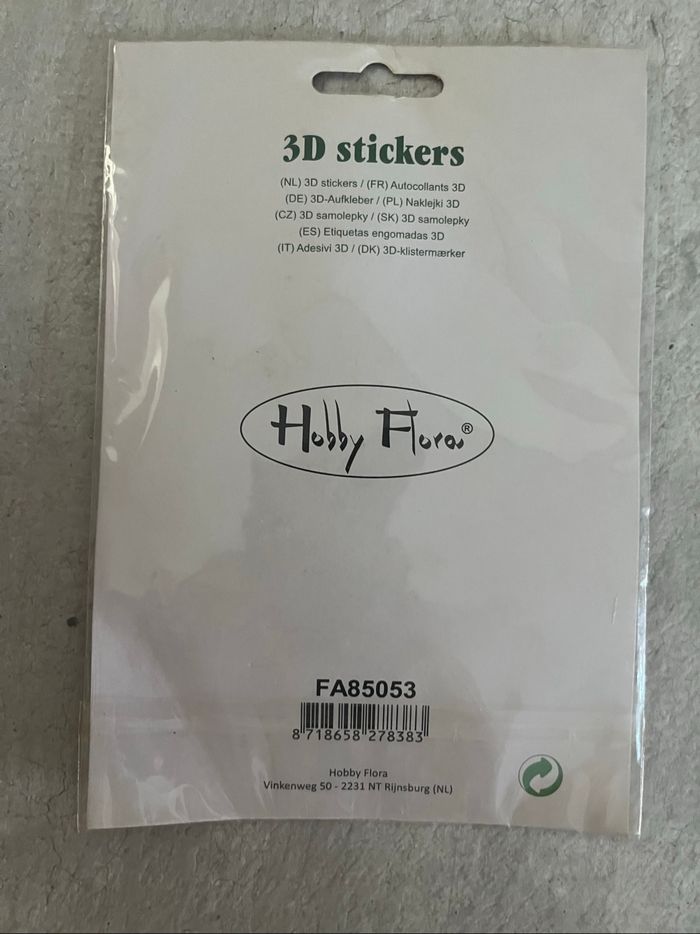 3D stickers
(NL) 3D stickers / (FR) Autocollants 3D
(DE) 3D-Aufkleber / (PL) Naklejki 3D
(CZ) 3D samolepky / (SK) 3D samolepky
(ES) Etiquetas engomadas 3D
(IT) Adesivi 3D / (DK) 3D-klistermærker
Hobby Flora®
FA85053
8 718658 278383
Hobby Flora
Vinkenweg 50 - 2231 NT Rijnsburg (NL)